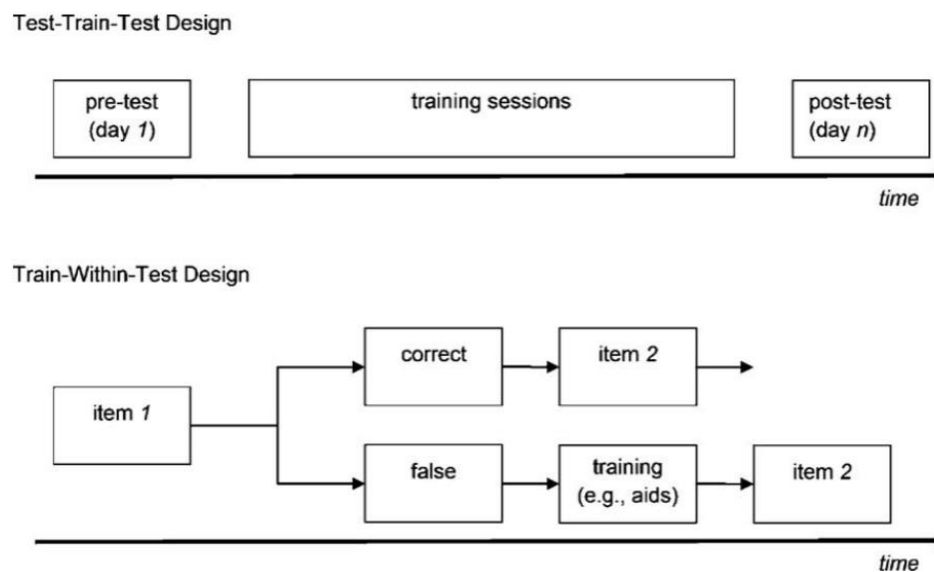 Test-Train-Test Design
pre-test
(day 1)
training sessions
post-test
(day n)
time
Train-Within-Test Design
correct
item 2
item 1
false
training
(e.g., aids)
item 2
time